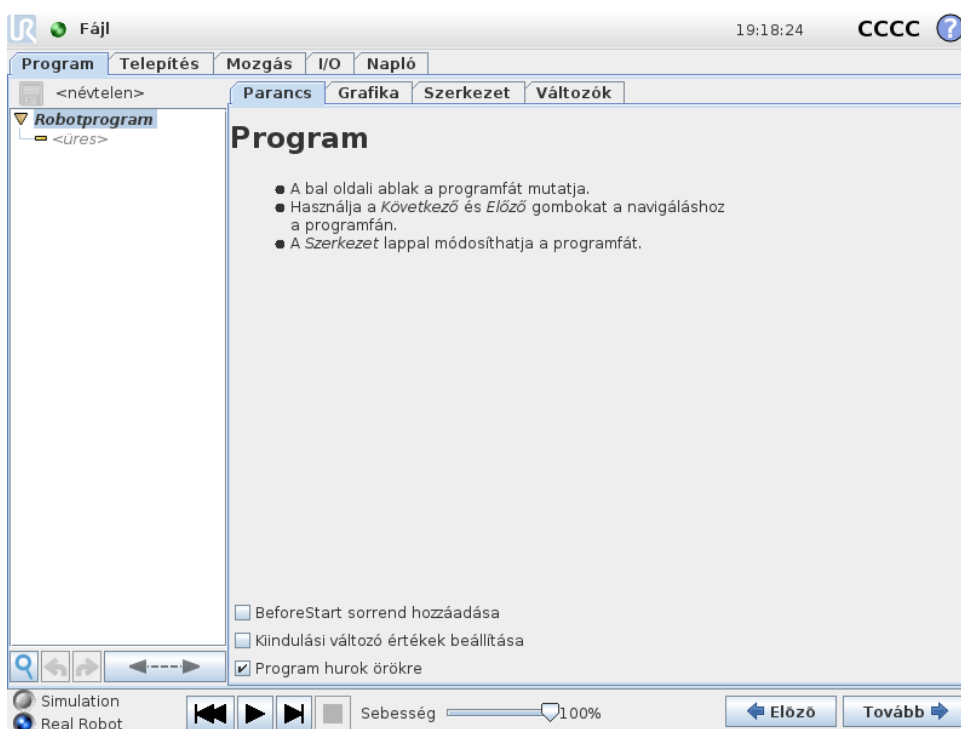 UR Fájl 19:18:24 CCCC ?
Program Telepítés Mozgás I/O Napló
<névtelen>
Parancs Grafika Szerkezet Változók
Robotprogram
<üres>
Program
A bal oldali ablak a programfát mutatja.
Használja a Következő és Előző gombokat a navigáláshoz
a programfán.
A Szerkezet lappal módosíthatja a programfát.
BeforeStart sorrend hozzáadása
Kiindulási változó értékek beállítása
Program hurok örökre
Simulation
Real Robot
Sebesség 100%
Előző
Tovább